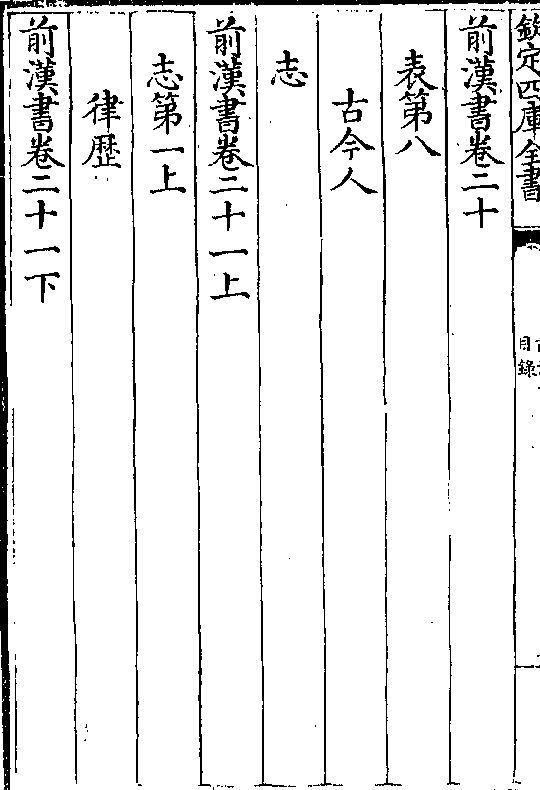 欽定四庫全書
目錄
前漢書卷二十
表第八
古今人
志
前漢書卷二十一上
志第一上
律歷
前漢書卷二十一下